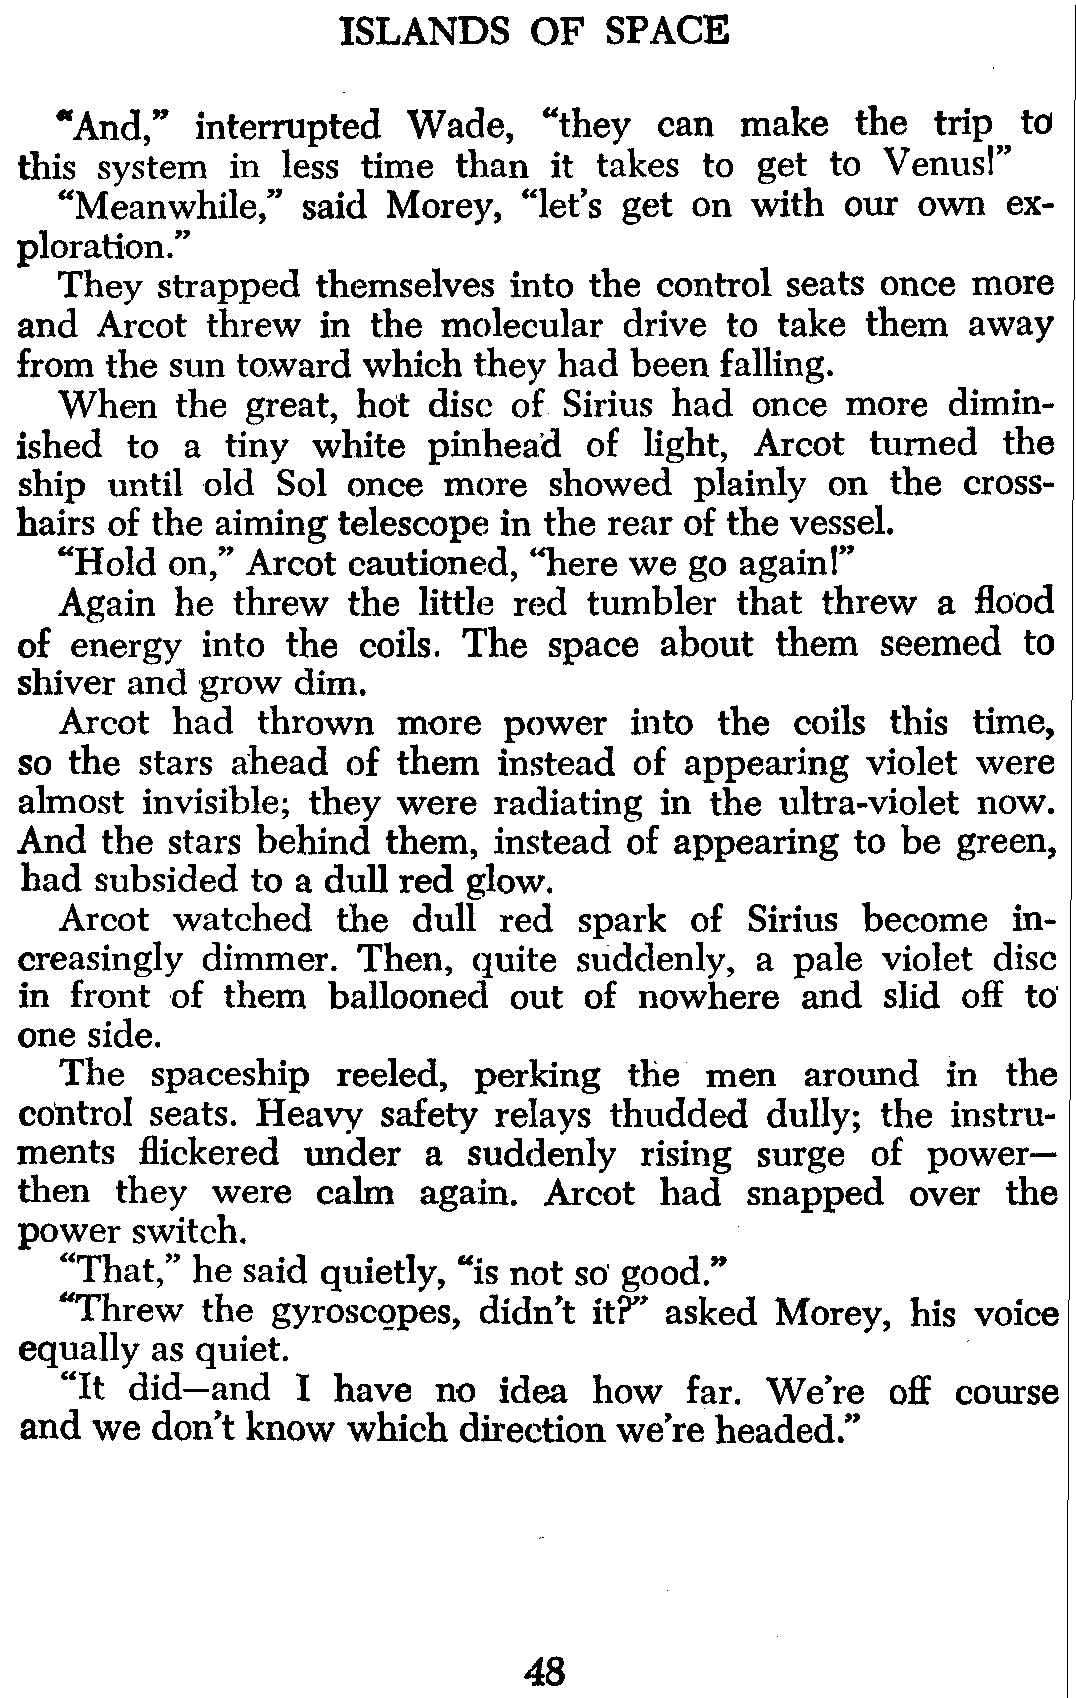 ISLANDS OF SPACE
“And,” interrupted Wade, “they can make the trip to
this system in less time than it takes to get to Venus!”
“Meanwhile,” said Morey, “let’s get on with our own ex-
ploration.”
They strapped themselves into the control seats once more
and Arcot threw in the molecular drive to take them away
from the sun toward which they had been falling.
When the great, hot disc of Sirius had once more dimin-
ished to a tiny white pinhead of light, Arcot turned the
ship until old Sol once more showed plainly on the cross-
hairs of the aiming telescope in the rear of the vessel.
“Hold on,” Arcot cautioned, “here we go again!”
Again he threw the little red tumbler that threw a flood
of energy into the coils. The space about them seemed to
shiver and grow dim.
Arcot had thrown more power into the coils this time,
so the stars ahead of them instead of appearing violet were
almost invisible; they were radiating in the ultra-violet now.
And the stars behind them, instead of appearing to be green,
had subsided to a dull red glow.
Arcot watched the dull red spark of Sirius become in-
creasingly dimmer. Then, quite suddenly, a pale violet disc
in front of them ballooned out of nowhere and slid off to
one side.
The spaceship reeled, perking the men around in the
control seats. Heavy safety relays thudded dully; the instru-
ments flickered under a suddenly rising surge of power—
then they were calm again. Arcot had snapped over the
power switch.
“That,” he said quietly, “is not so good.”
“Threw the gyroscopes, didn’t it?” asked Morey, his voice
equally as quiet.
“It did—and I have no idea how far. We’re off course
and we don’t know which direction we’re headed.”
48